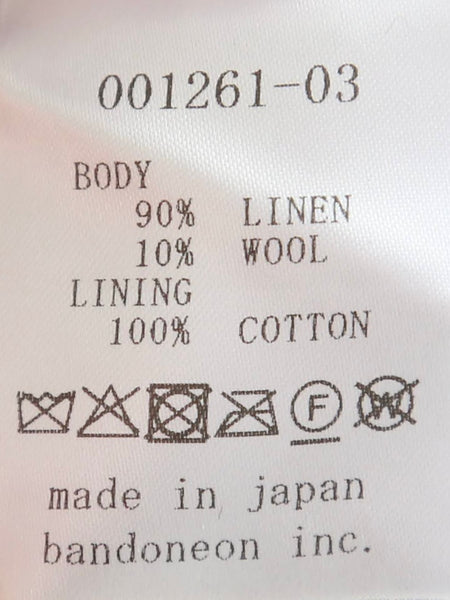 001261-03
BODY
90% LINEN
10% WOOL
LINING
100% COTTON
F W
made in japan
bandoneon inc.